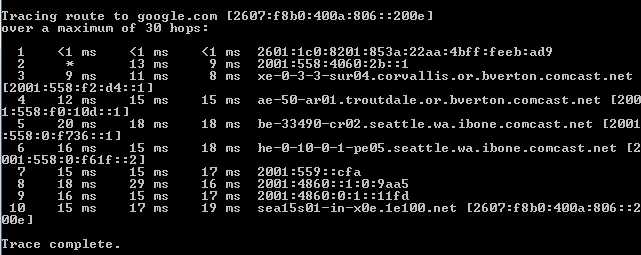 Tracing route to google.com [2607:f8b0:400a:806::200e]
over a maximum of 30 hops:
1 <1 ms <1 ms <1 ms 2601:1c0:8201:853a:22aa:4bff:feeb:ad9
2 * 13 ms 9 ms 2001:558:4060:2b::1
3 9 ms 11 ms 8 ms xe-0-3-3-sur04.corvallis.or.bverton.comcast.net
[2001:558:f2:d4::1]
4 12 ms 15 ms 15 ms ae-50-ar01.troutdale.or.bverton.comcast.net [200
1:558:f0:10d::1]
5 20 ms 18 ms 18 ms be-33490-cr02.seattle.wa.ibone.comcast.net [2001
:558:0:f736::1]
6 16 ms 15 ms 18 ms he-0-10-0-1-pe05.seattle.wa.ibone.comcast.net [2
001:558:0:f61f::2]
7 15 ms 15 ms 17 ms 2001:559::cfa
8 18 ms 29 ms 16 ms 2001:4860::1:0:9aa5
9 16 ms 15 ms 17 ms 2001:4860:0:1::11fd
10 15 ms 17 ms 19 ms sea15s01-in-x0e.1e100.net [2607:f8b0:400a:806::2
00e]
Trace complete.